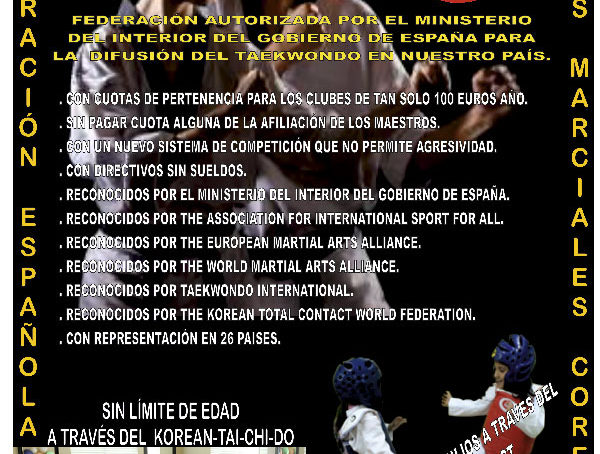 FEDERACIÓN AUTORIZADA POR EL MINISTERIO
DEL INTERIOR DEL GOBIERNO DE ESPAÑA PARA
LA DIFUSIÓN DEL TAEKWONDO EN NUESTRO PAÍS.
. CON CUOTAS DE PERTENENCIA PARA LOS CLUBES DE TAN SOLO 100 EUROS AÑO.
. SIN PAGAR CUOTA ALGUNA DE LA AFILIACIÓN DE LOS MAESTROS.
. CON UN NUEVO SISTEMA DE COMPETICIÓN QUE NO PERMITE AGRESIVIDAD.
. CON DIRECTIVOS SIN SUELDOS.
. RECONOCIDOS POR EL MINISTERIO DEL INTERIOR DEL GOBIERNO DE ESPAÑA.
. RECONOCIDOS POR THE ASSOCIATION FOR INTERNATIONAL SPORT FOR ALL.
. RECONOCIDOS POR THE EUROPEAN MARTIAL ARTS ALLIANCE.
. RECONOCIDOS POR THE WORLD MARTIAL ARTS ALLIANCE.
. RECONOCIDOS POR TAEKWONDO INTERNATIONAL.
. RECONOCIDOS POR THE KOREAN TOTAL CONTACT WORLD FEDERATION.
. CON REPRESENTACIÓN EN 26 PAISES.
SIN LÍMITE DE EDAD
A TRAVÉS DEL KOREAN-TAI-CHI-DO
A TRAVÉS DEL
RACIÓN ESPAÑOLA
S MARCIALES CORE